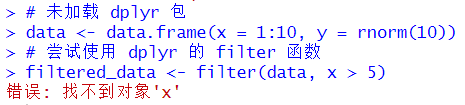 > # 未加载 dplyr 包
> data <- data.frame(x = 1:10, y = rnorm(10))
> # 尝试使用 dplyr 的 filter 函数
> filtered_data <- filter(data, x > 5)
错误: 找不到对象'x'